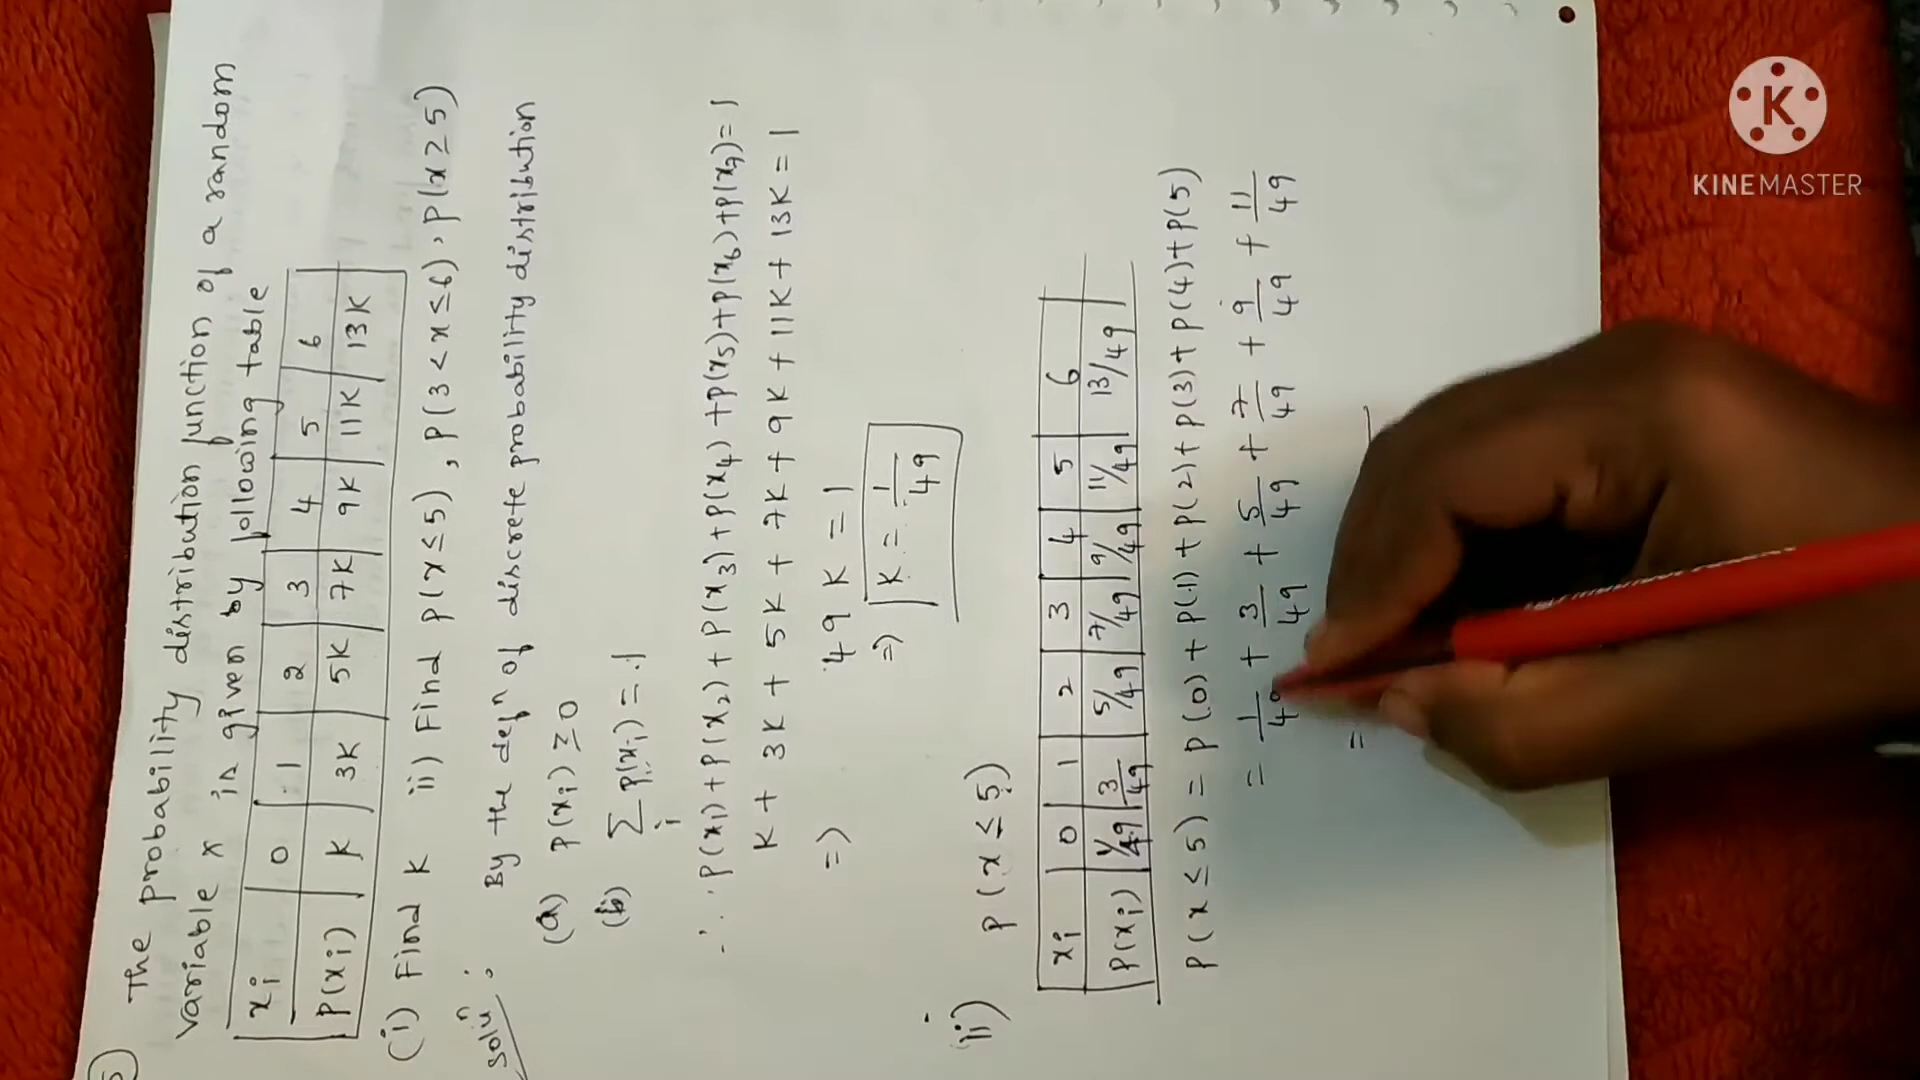 5
The probability distribution function of a random
variable x is given by following table
xi 0 1 2 3 4 5 6
P(xi) K 3K 5K 7K 9K 11K 13K
(i) Find K ii) Find P(x ≤ 5), P(3 < x ≤ 6), P(x ≥ 5)
Soluⁿ: By the defⁿ of discrete probability distribution
(a) P(xi) ≥ 0
(b) ∑i P(xi) = 1
∴ P(x1) + P(x2) + P(x3) + P(x4) + P(x5) + P(x6) + P(x7) = 1
K + 3K + 5K + 7K + 9K + 11K + 13K = 1
=> 49 K = 1
=> K = 1/49
ii) P(x ≤ 5)
xi 0 1 2 3 4 5 6
P(xi) 1/49 3/49 5/49 7/49 9/49 11/49 13/49
P(x ≤ 5) = P(0) + P(1) + P(2) + P(3) + P(4) + P(5)
= 1/49 + 3/49 + 5/49 + 7/49 + 9/49 + 11/49
=
K
KINEMASTER